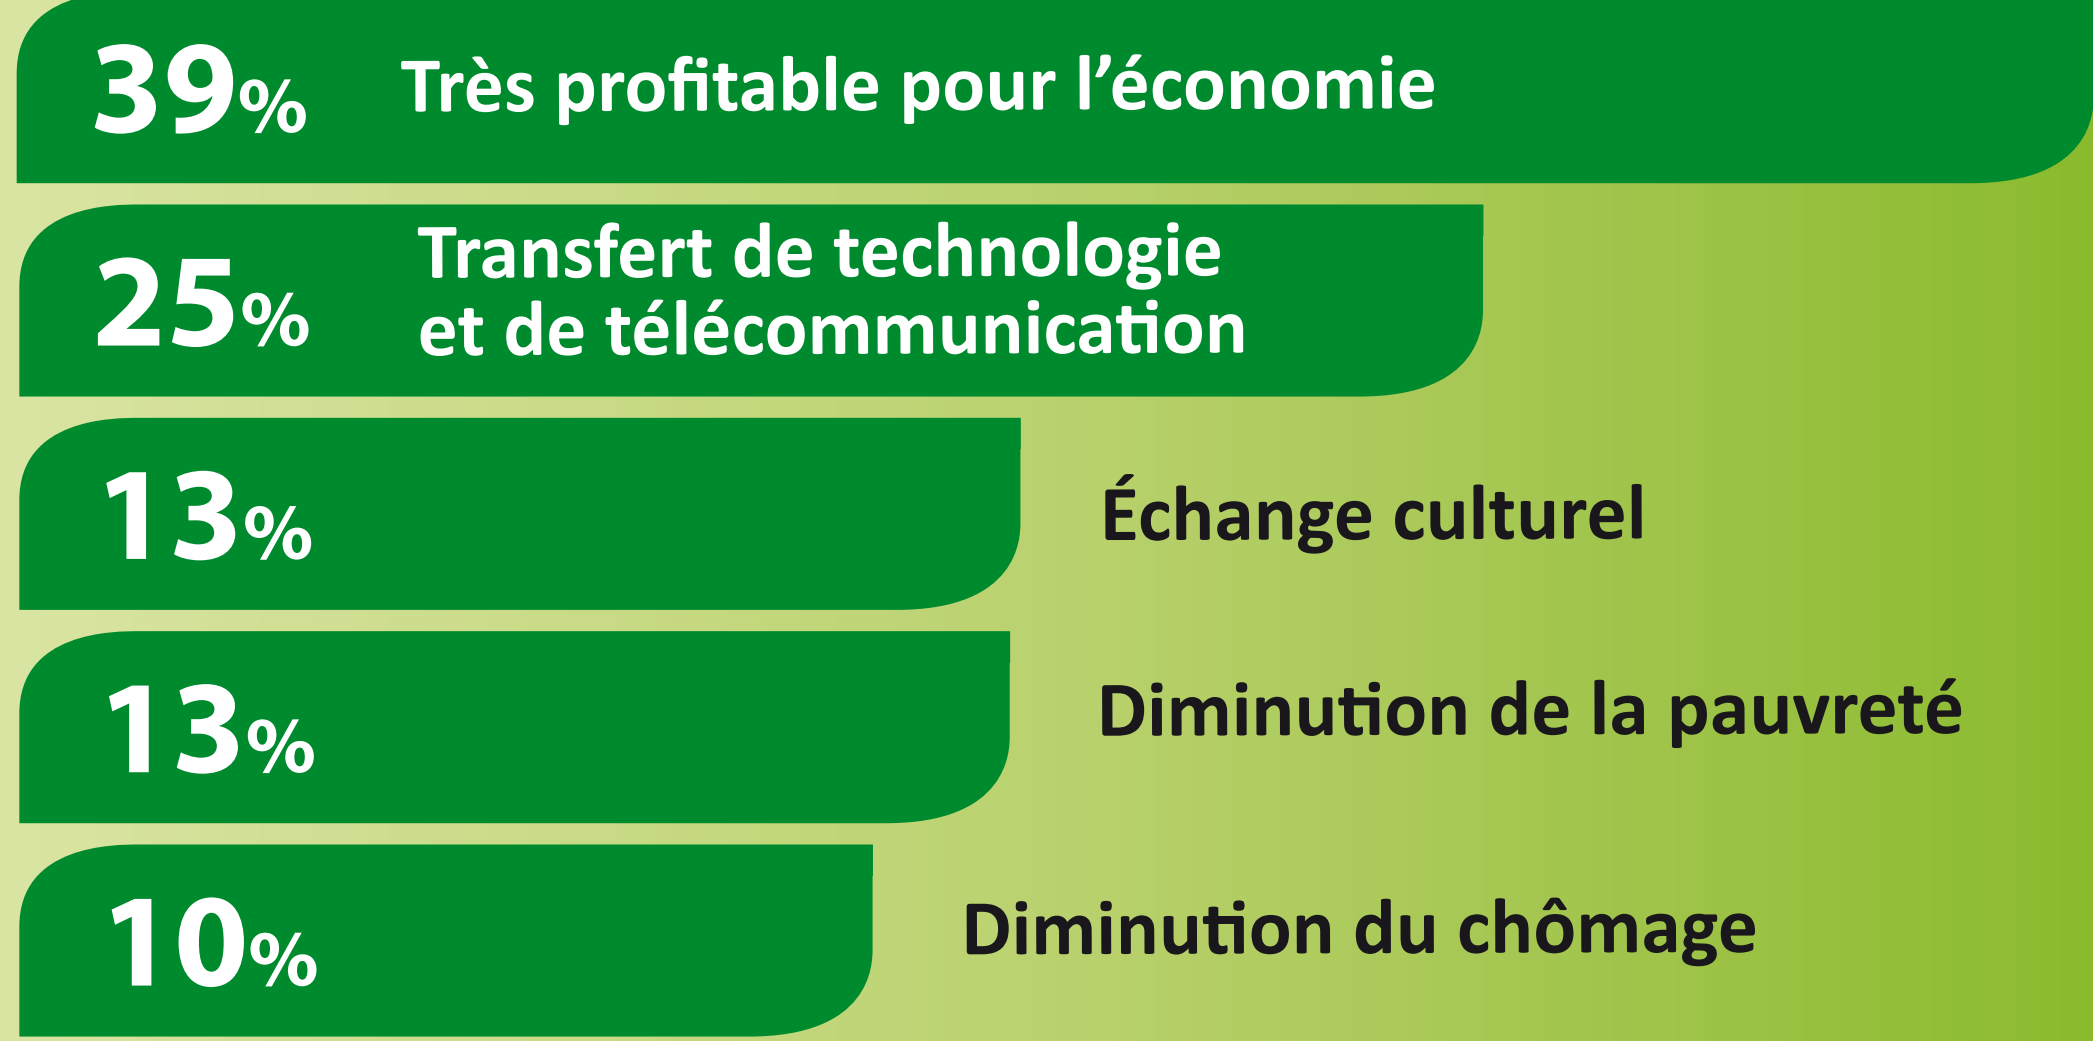 39% Très profitable pour l’économie
25% Transfert de technologie
et de télécommunication
13% Échange culturel
13% Diminution de la pauvreté
10% Diminution du chômage